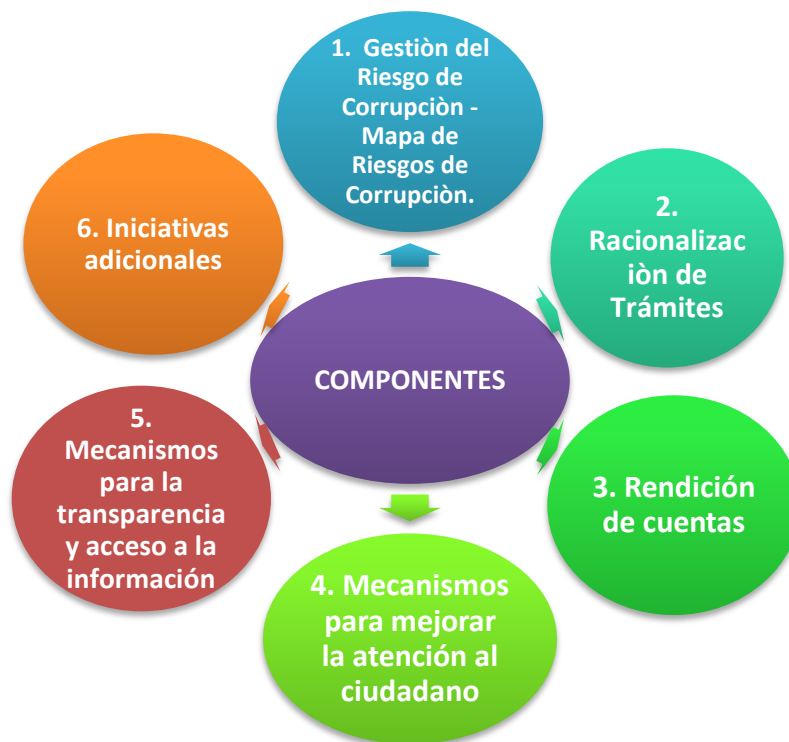 1. Gestiòn del
Riesgo de
Corrupciòn -
Mapa de
Riesgos de
Corrupciòn.
2.
Racionalizac
iòn de
Trámites
3. Rendición
de cuentas
4. Mecanismos
para mejorar
la atención al
ciudadano
5.
Mecanismos
para la
transparencia
y acceso a la
información
6. Iniciativas
adicionales
COMPONENTES